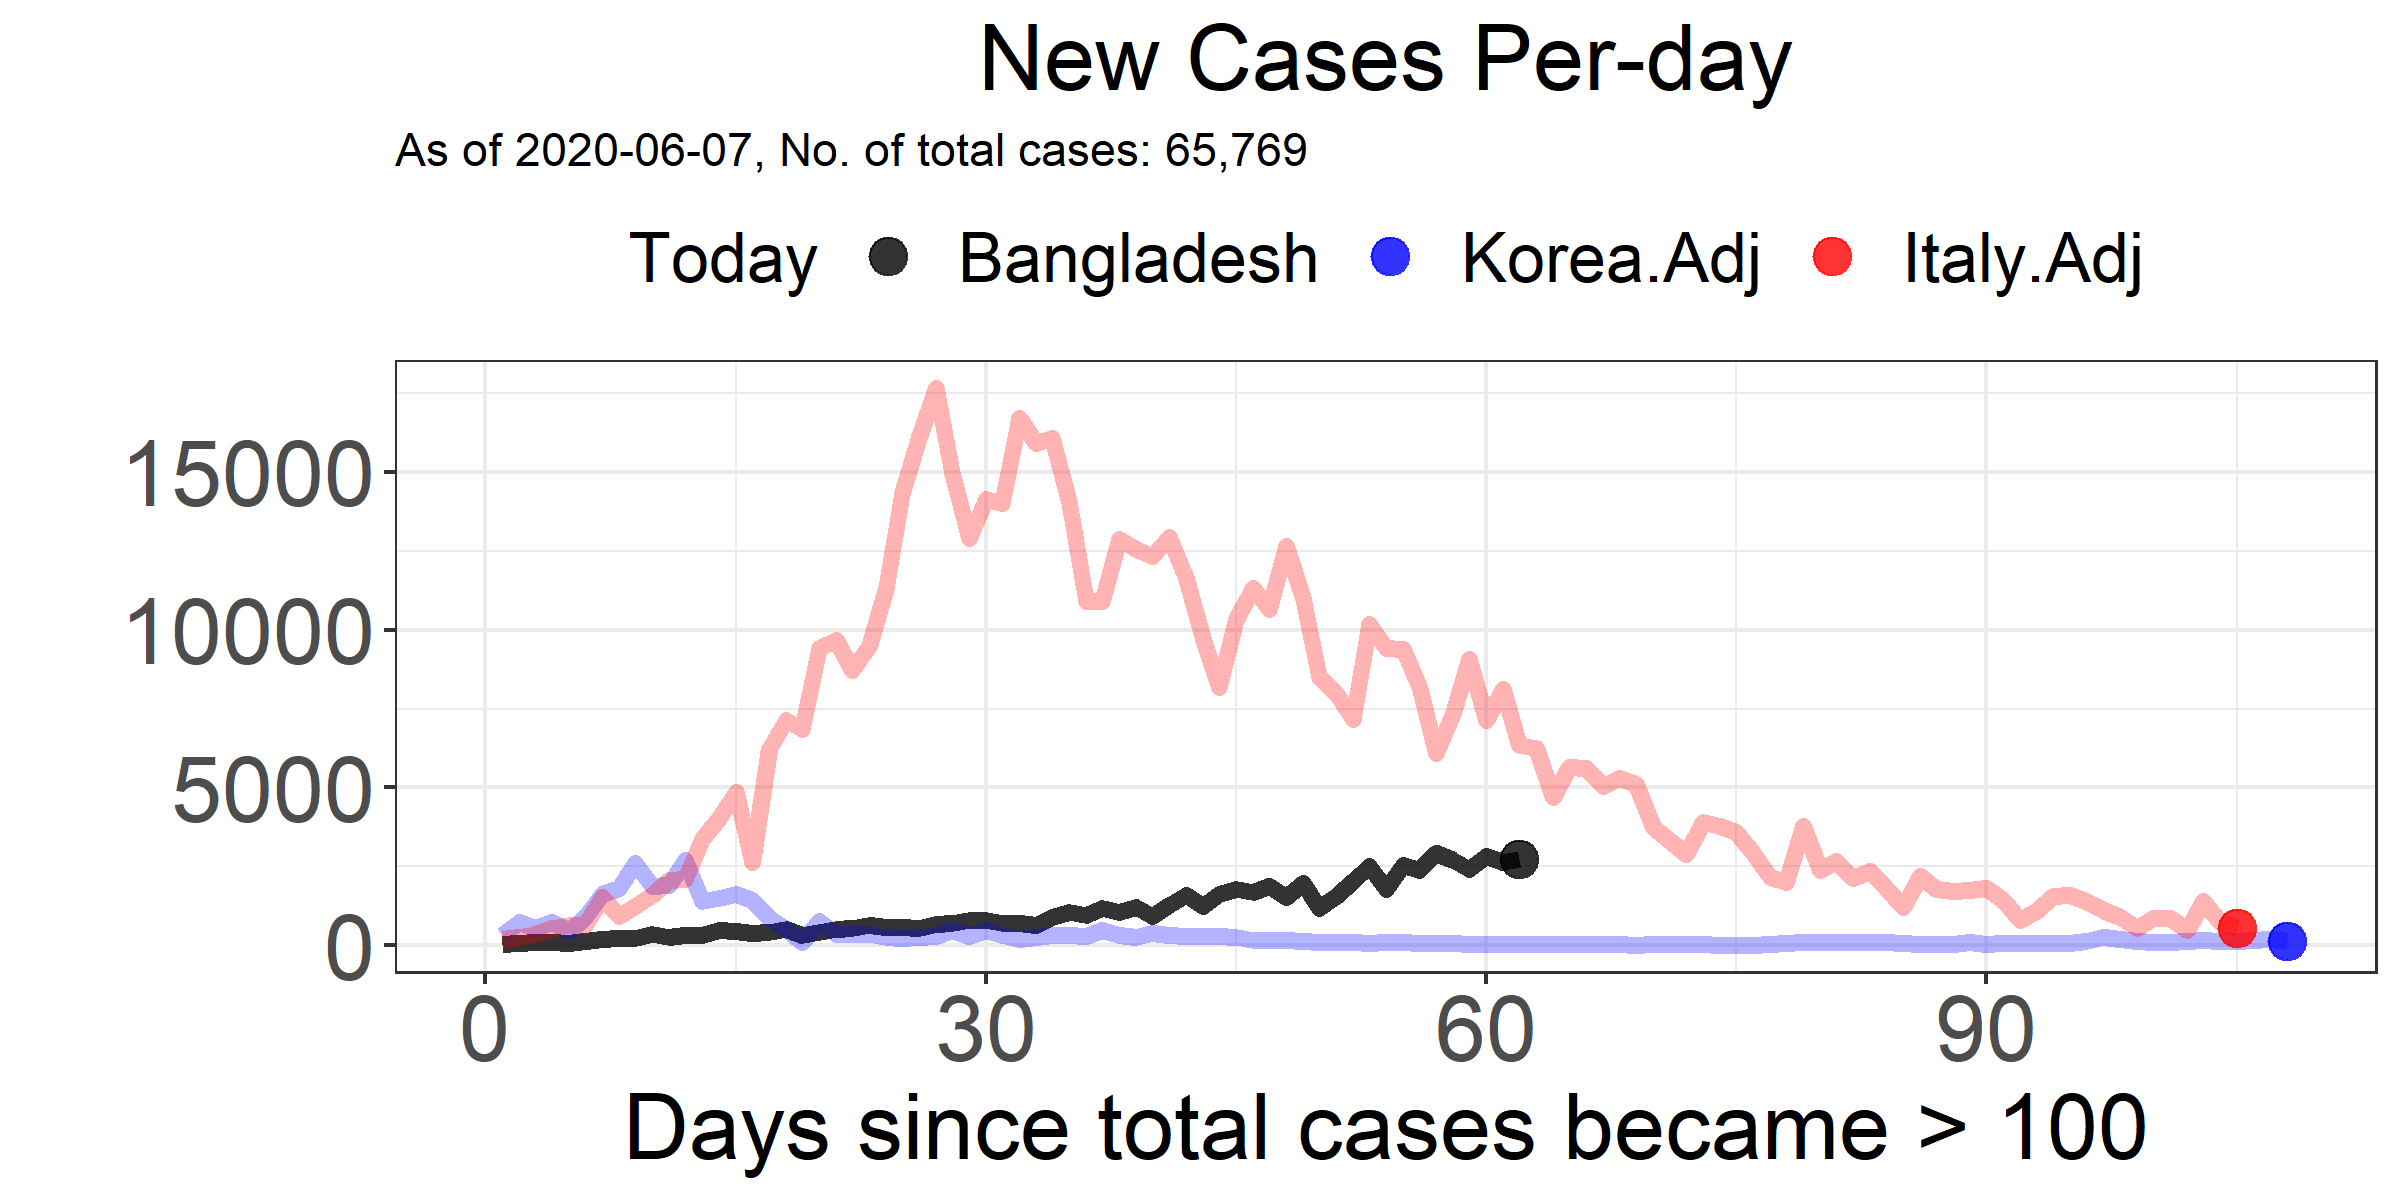 New Cases Per-day
As of 2020-06-07, No. of total cases: 65,769
Today Bangladesh Korea.Adj Italy.Adj
15000
10000
5000
0
0 30 60 90
Days since total cases became > 100